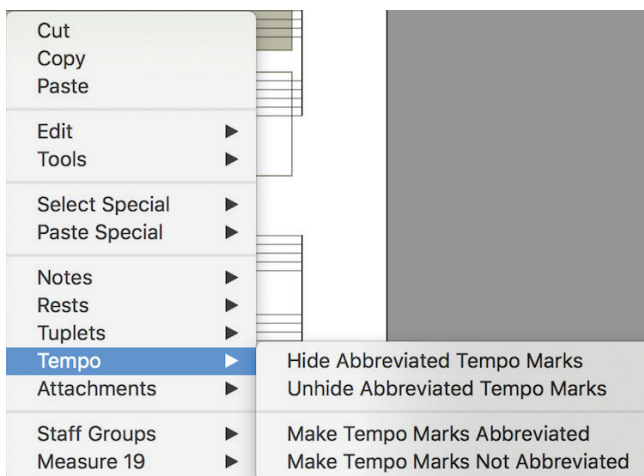 Cut
Copy
Paste
Edit
Tools
Select Special
Paste Special
Notes
Rests
Tuplets
Tempo
Attachments
Staff Groups
Measure 19
Hide Abbreviated Tempo Marks
Unhide Abbreviated Tempo Marks
Make Tempo Marks Abbreviated
Make Tempo Marks Not Abbreviated